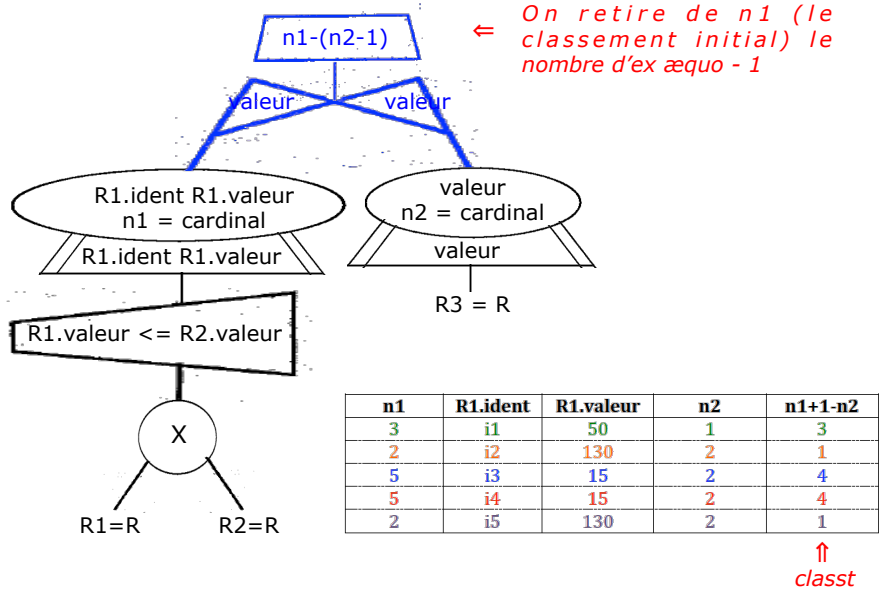 n1-(n2-1)
⇐
On retire de n1 (le
classement initial) le
nombre d'ex æquo - 1
valeur
valeur
R1.ident R1.valeur
n1 = cardinal
valeur
n2 = cardinal
R1.ident R1.valeur
valeur
R3 = R
R1.valeur <= R2.valeur
X
R1=R
R2=R
n1 R1.ident R1.valeur n2 n1+1-n2
3 i1 50 1 3
2 i2 130 2 1
5 i3 15 2 4
5 i4 15 2 4
2 i5 130 2 1
⇑
classt